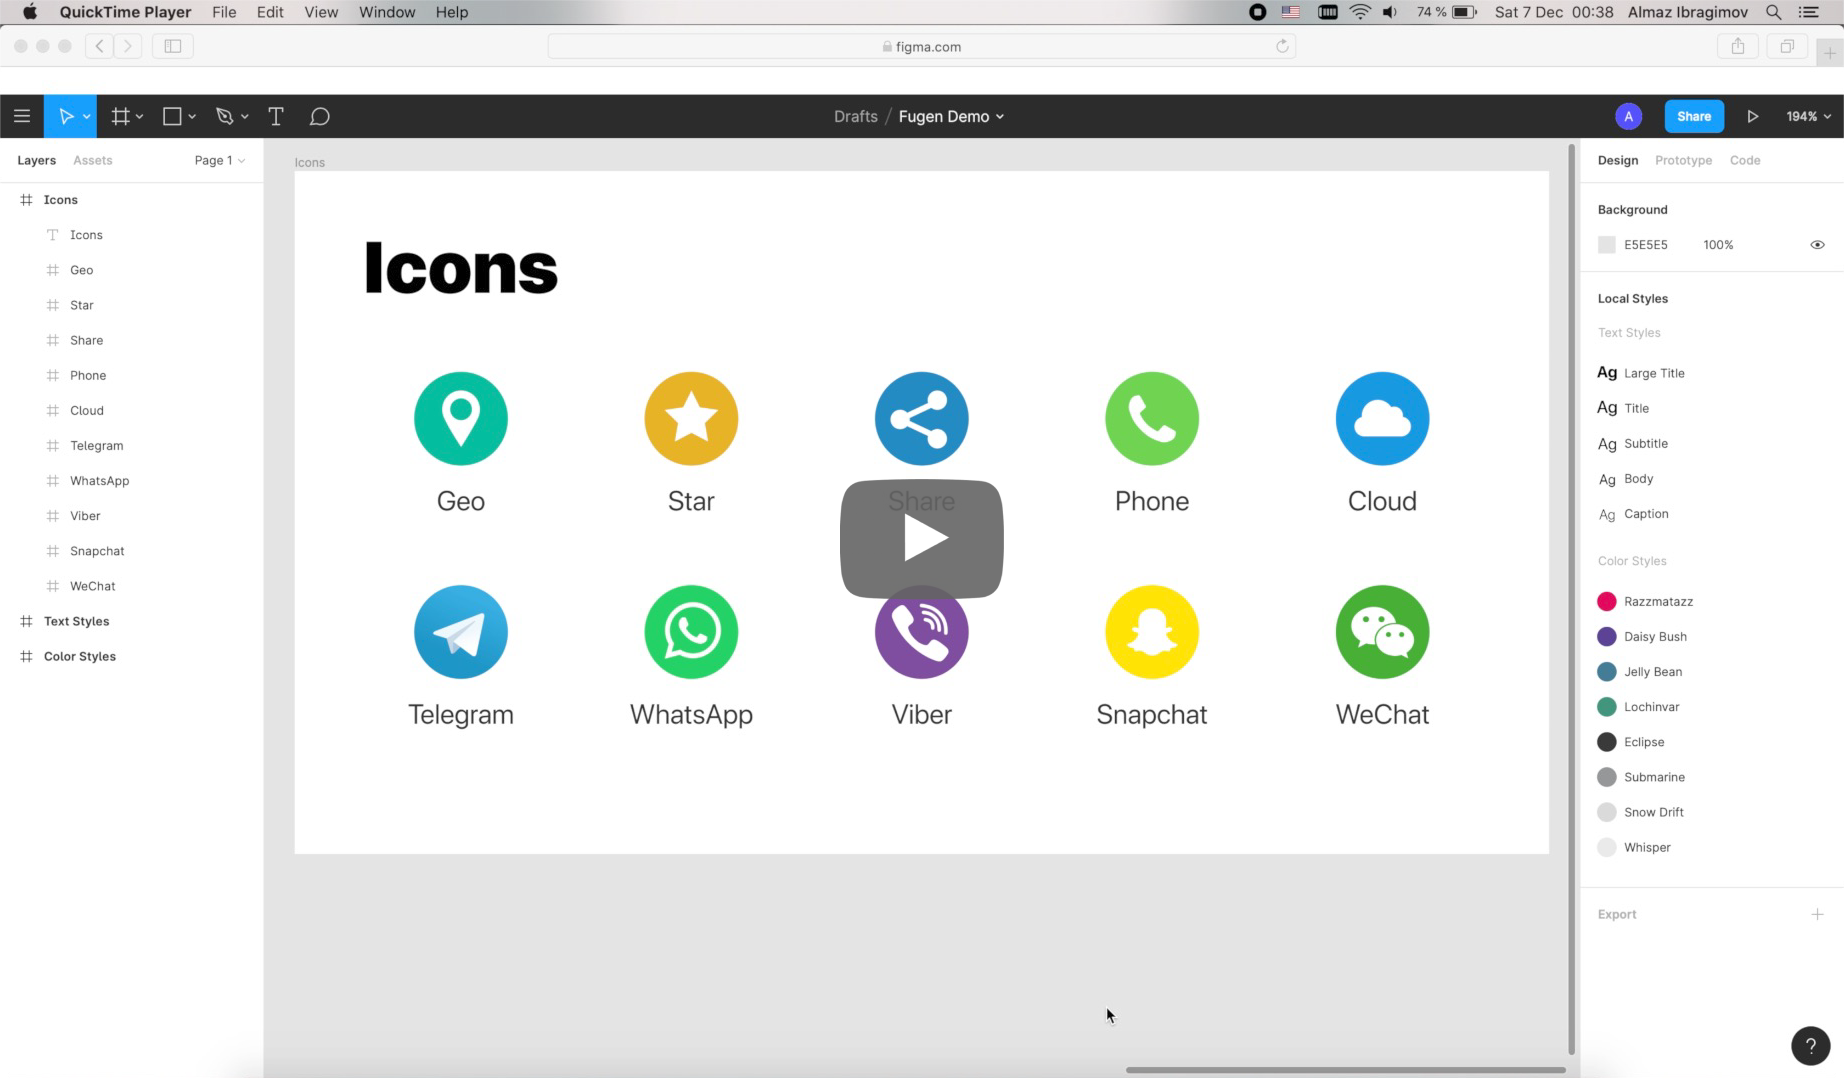 QuickTime Player File Edit View Window Help 74 % Sat 7 Dec 00:38 Almaz Ibragimov
figma.com
Drafts / Fugen Demo A Share 194%
Layers Assets Page 1
Icons
Icons
Geo
Star
Share
Phone
Cloud
Telegram
WhatsApp
Viber
Snapchat
WeChat
Text Styles
Color Styles
Icons
Icons
Geo Star Share Phone Cloud
Telegram WhatsApp Viber Snapchat WeChat
Design Prototype Code
Background
E5E5E5 100%
Local Styles
Text Styles
Ag Large Title
Ag Title
Ag Subtitle
Ag Body
Ag Caption
Color Styles
Razzmatazz
Daisy Bush
Jelly Bean
Lochinvar
Eclipse
Submarine
Snow Drift
Whisper
Export
?